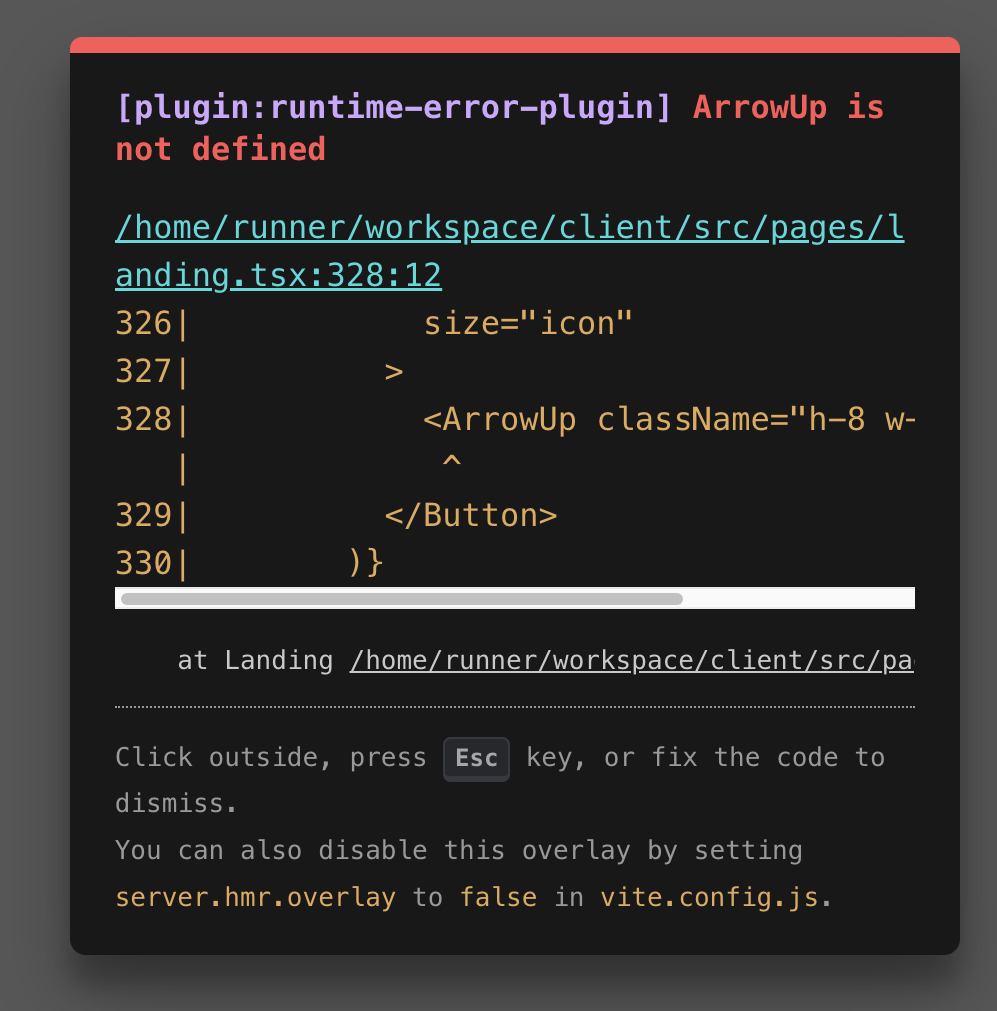 [plugin:runtime-error-plugin] ArrowUp is
not defined
/home/runner/workspace/client/src/pages/l
anding.tsx:328:12
326|            size="icon"
327|          >
328|            <ArrowUp className="h-8 w-
   |             ^
329|          </Button>
330|        )}
at Landing /home/runner/workspace/client/src/pa
Click outside, press Esc key, or fix the code to
dismiss.
You can also disable this overlay by setting
server.hmr.overlay to false in vite.config.js.